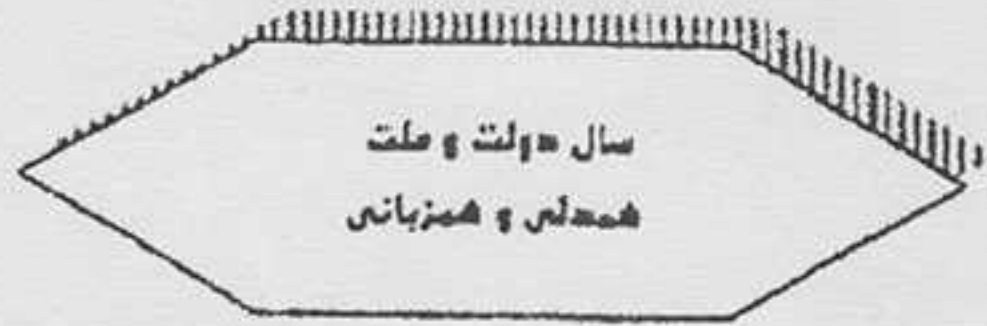 سال دولت و ملت
همدلی و همزبانی